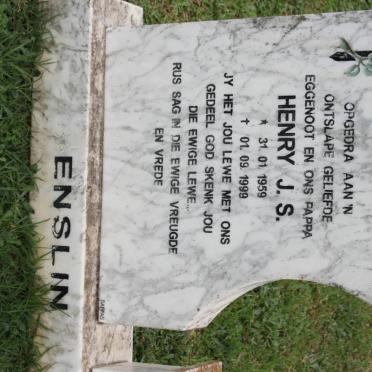 OPGEDRA AAN 'N
ONTSLAPE GELIEFDE
EGGENOOT EN ONS PAPPA
HENRY J. S.
* 31 01 1959
† 01 09 1999
JY HET JOU LEWE MET ONS
GEDEEL GOD SKENK JOU
DIE EWIGE LEWE..
RUS SAG IN DIE EWIGE VREUGDE
EN VREDE
ENSLIN